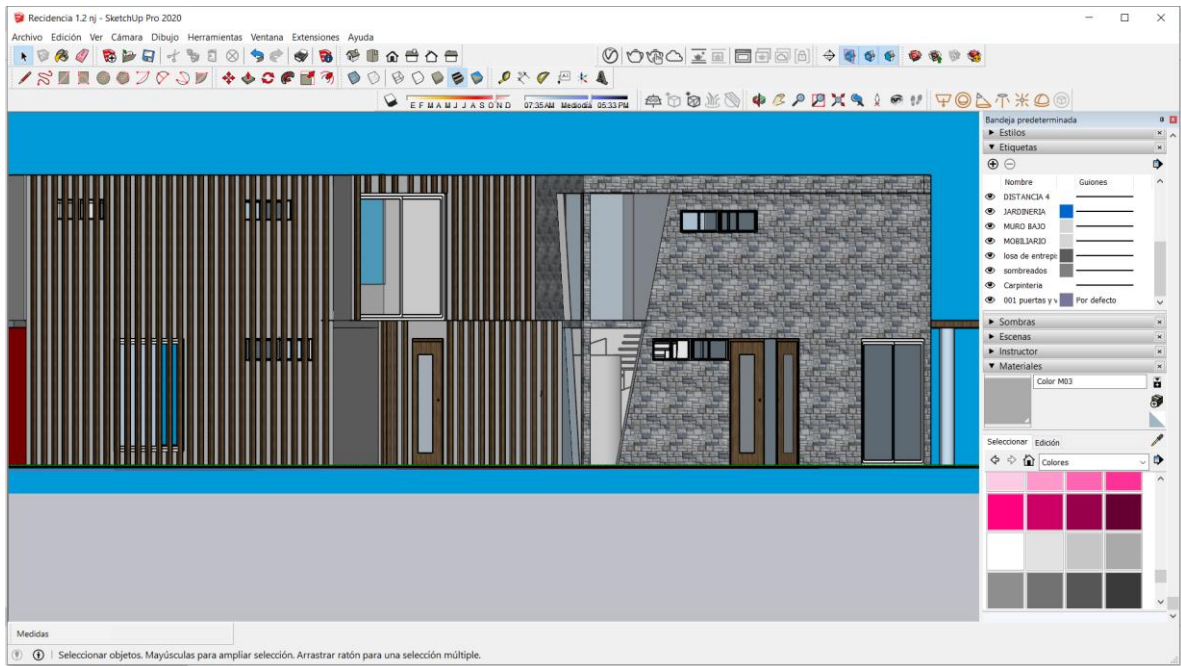 Recidencia 1.2 nj - SketchUp Pro 2020
Archivo Edición Ver Cámara Dibujo Herramientas Ventana Extensiones Ayuda
E F M A M J J A S O N D 07:35 AM Mediodía 05:33 PM
Bandeja predeterminada
Estilos
Etiquetas
Nombre Guiones
DISTANCIA 4
JARDINERIA
MURO BAJO
MOBILIARIO
losa de entrepi
sombreados
Carpinteria
001 puertas y v Por defecto
Sombras
Escenas
Instructor
Materiales
Color M03
Seleccionar Edición
Colores
Medidas
Seleccionar objetos. Mayúsculas para ampliar selección. Arrastrar ratón para una selección múltiple.